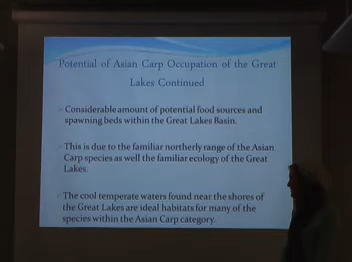 Potential of Asian Carp Occupation of the Great
Lakes Continued
Considerable amount of potential food sources and
spawning beds within the Great Lakes Basin.
This is due to the familiar northerly range of the Asian
Carp species as well the familiar ecology of the Great
Lakes.
The cool temperate waters found near the shores of
the Great Lakes are ideal habitats for many of the
species within the Asian Carp category.